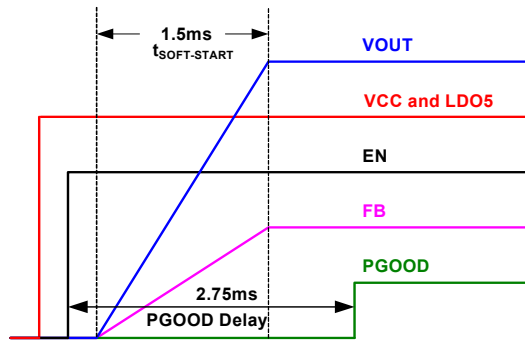 1.5ms
tSOFT-START
VOUT
VCC and LDO5
EN
FB
PGOOD
2.75ms
PGOOD Delay